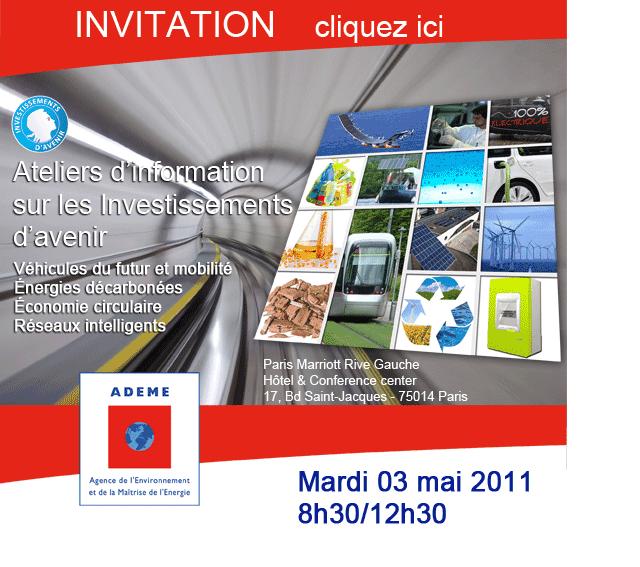 INVITATION cliquez ici
INVESTISSEMENTS
D'AVENIR
100%
ELECTRIQUE
Ateliers d'information
sur les Investissements
d'avenir
Véhicules du futur et mobilité
Énergies décarbonées
Économie circulaire
Réseaux intelligents
Paris Marriott Rive Gauche
Hôtel & Conference center
17, Bd Saint-Jacques - 75014 Paris
ADEME
Agence de l'Environnement
et de la Maîtrise de l'Energie
Mardi 03 mai 2011
8h30/12h30